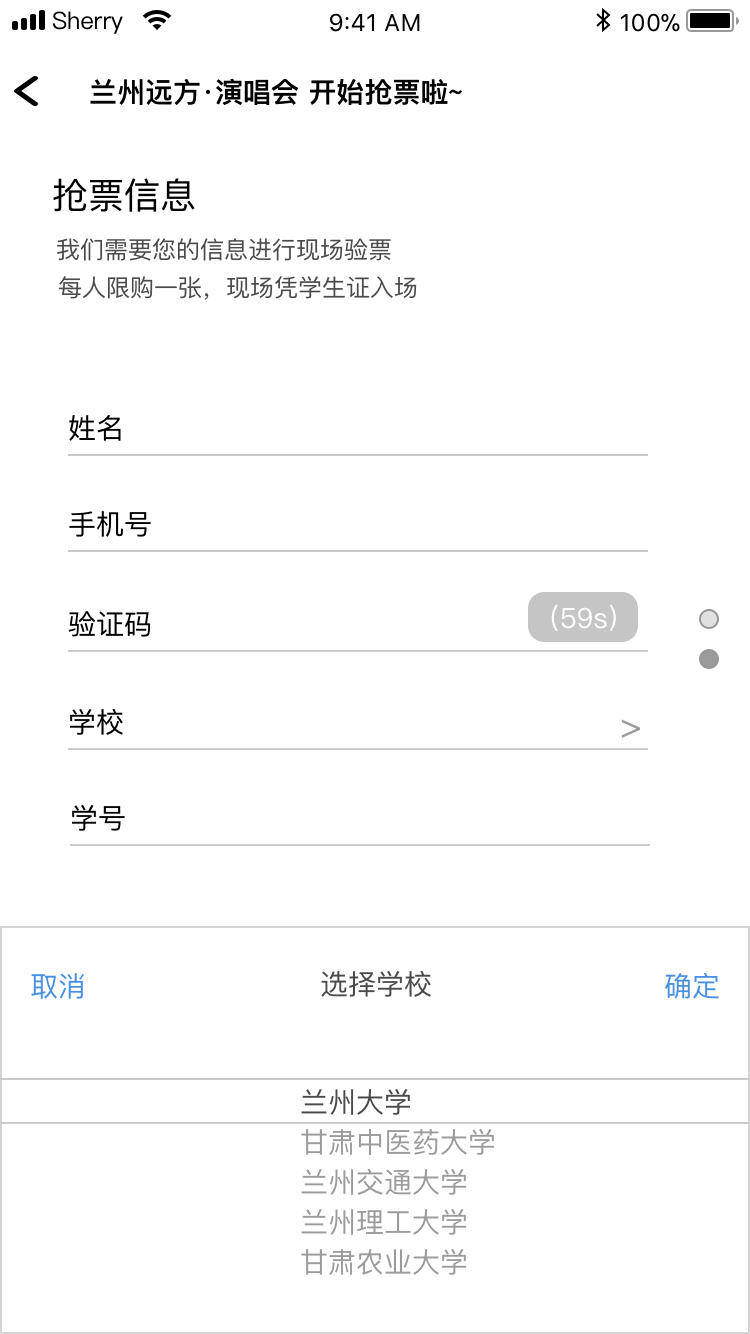 Sherry 9:41 AM 100%
兰州远方·演唱会 开始抢票啦~
抢票信息
我们需要您的信息进行现场验票
每人限购一张，现场凭学生证入场
姓名
手机号
验证码 (59s)
学校 >
学号
取消 选择学校 确定
兰州大学
甘肃中医药大学
兰州交通大学
兰州理工大学
甘肃农业大学